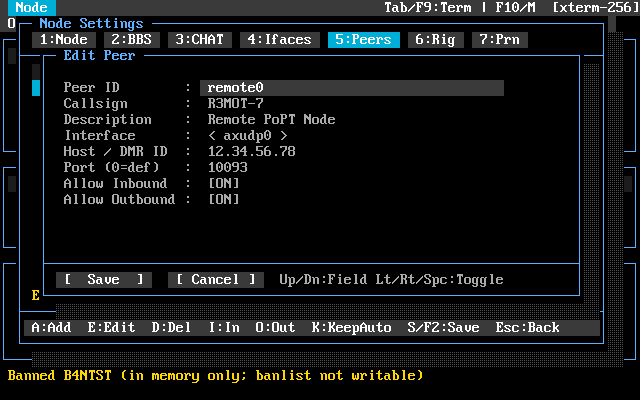 Node Tab/F9:Term | F10/M [xterm-256]
O Node Settings
1:Node 2:BBS 3:CHAT 4:Ifaces 5:Peers 6:Rig 7:Prn
Edit Peer
Peer ID : remote0
Callsign : R3MOT-7
Description : Remote PoPT Node
Interface : < axudp0 >
Host / DMR ID : 12.34.56.78
Port (0=def) : 10093
Allow Inbound : [ON]
Allow Outbound : [ON]
[ Save ] [ Cancel ] Up/Dn:Field Lt/Rt/Spc:Toggle
E
A:Add E:Edit D:Del I:In O:Out K:KeepAuto S/F2:Save Esc:Back
Banned B4NTST (in memory only; banlist not writable)